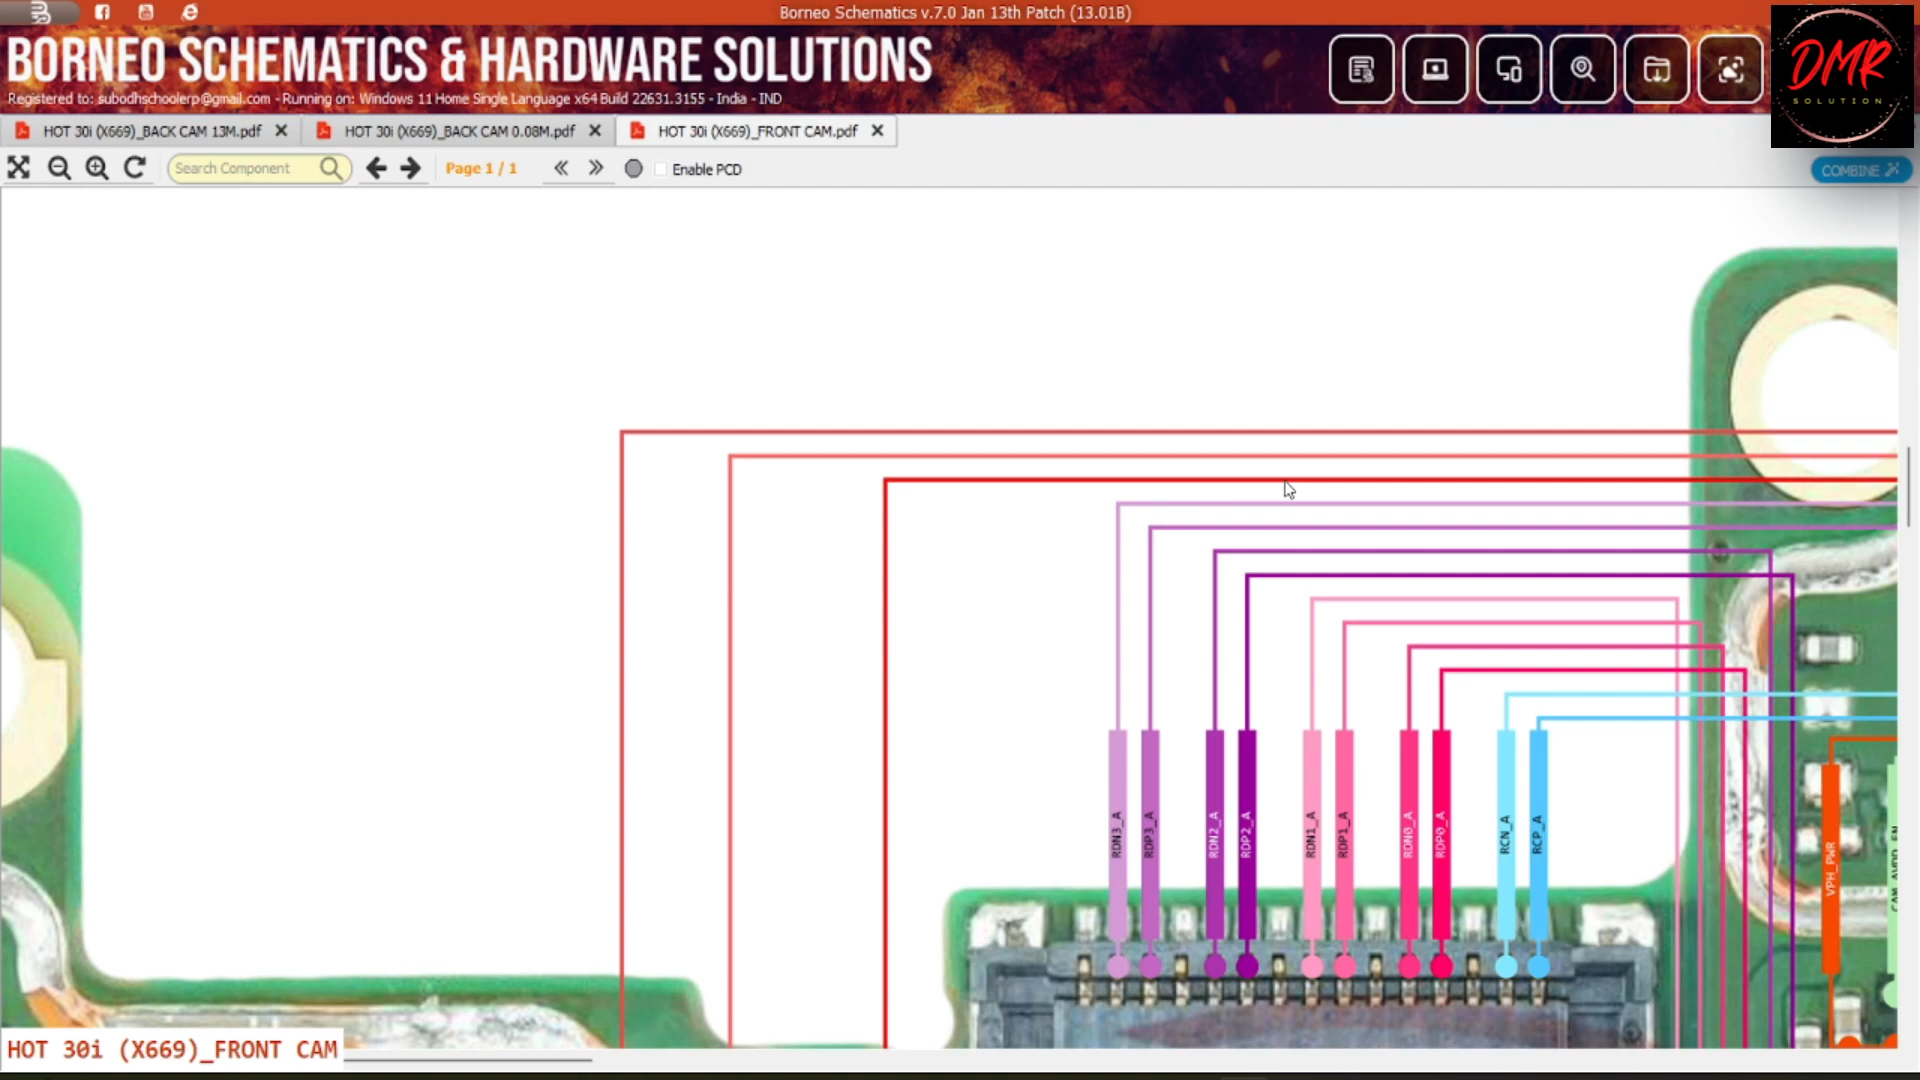 Borneo Schematics v.7.0 Jan 13th Patch (13.01B)
BORNEO SCHEMATICS & HARDWARE SOLUTIONS
Registered to: subodhschoolerp@gmail.com - Running on: Windows 11 Home Single Language x64 Build 22631.3155 - India - IND
DMR
SOLUTION
HOT 30i (X669)_BACK CAM 13M.pdf
HOT 30i (X669)_BACK CAM 0.08M.pdf
HOT 30i (X669)_FRONT CAM.pdf
Search Component
Page 1 / 1
Enable PCD
COMBINE
RDN3_A
RDP3_A
RDN2_A
RDP2_A
RDN1_A
RDP1_A
RDN0_A
RDP0_A
RCN_A
RCP_A
VPH_PWR
CAM_AVDD_EN
HOT 30i (X669)_FRONT CAM